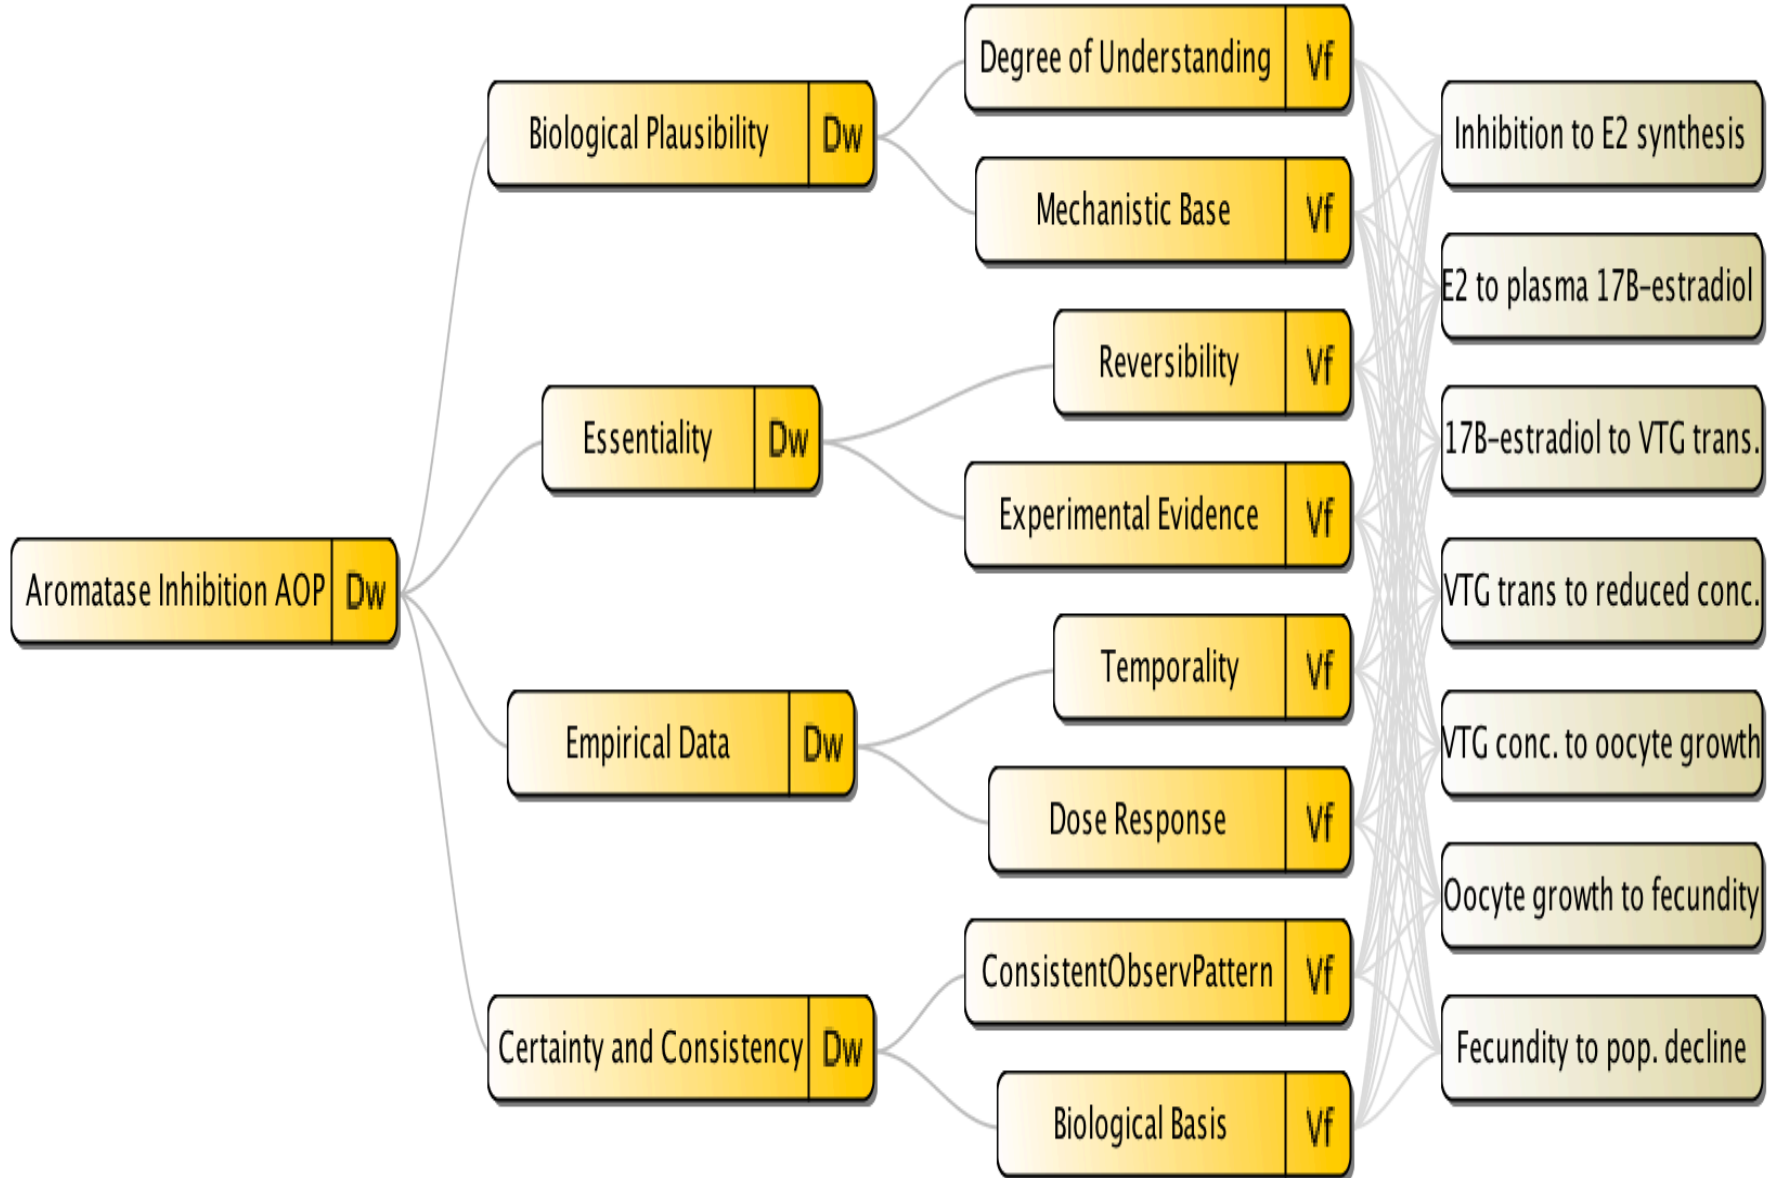 Aromatase Inhibition AOP Dw
Biological Plausibility Dw
Essentiality Dw
Empirical Data Dw
Certainty and Consistency Dw
Degree of Understanding Vf
Mechanistic Base Vf
Reversibility Vf
Experimental Evidence Vf
Temporality Vf
Dose Response Vf
ConsistentObservPattern Vf
Biological Basis Vf
Inhibition to E2 synthesis
E2 to plasma 17B-estradiol
17B-estradiol to VTG trans.
VTG trans to reduced conc.
VTG conc. to oocyte growth
Oocyte growth to fecundity
Fecundity to pop. decline